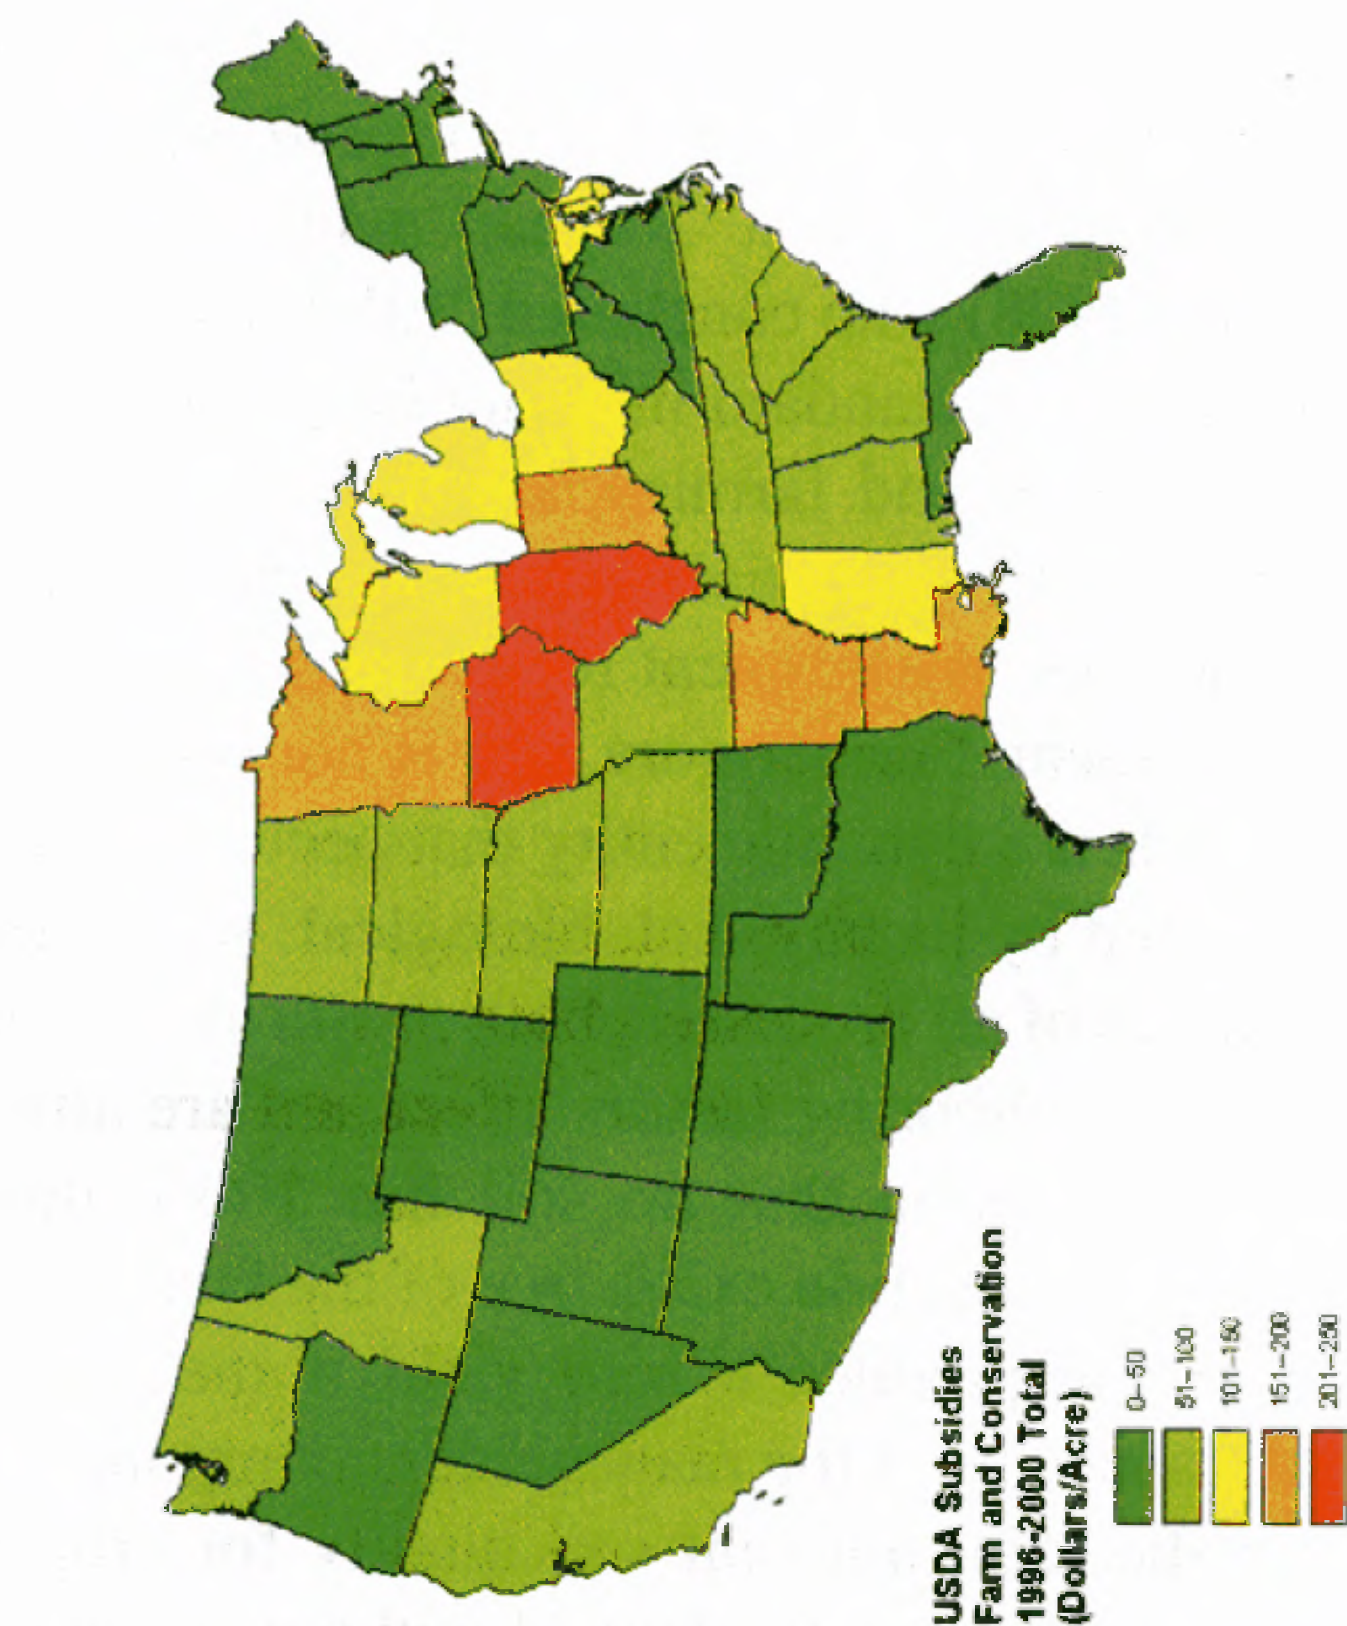 USDA Subsidies
Farm and Conservation
1996-2000 Total
(Dollars/Acre)
0-50
51-100
101-150
151-200
201-250